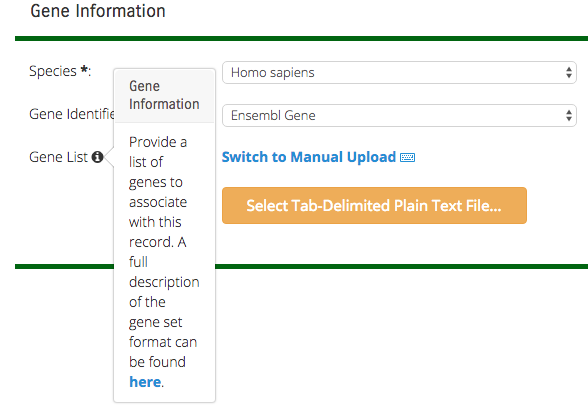 Gene Information
Species *:
Homo sapiens
Gene Identifie
Ensembl Gene
Gene List
Switch to Manual Upload
Select Tab-Delimited Plain Text File...
Gene
Information
Provide a
list of
genes to
associate
with this
record. A
full
description
of the
gene set
format can
be found
here.